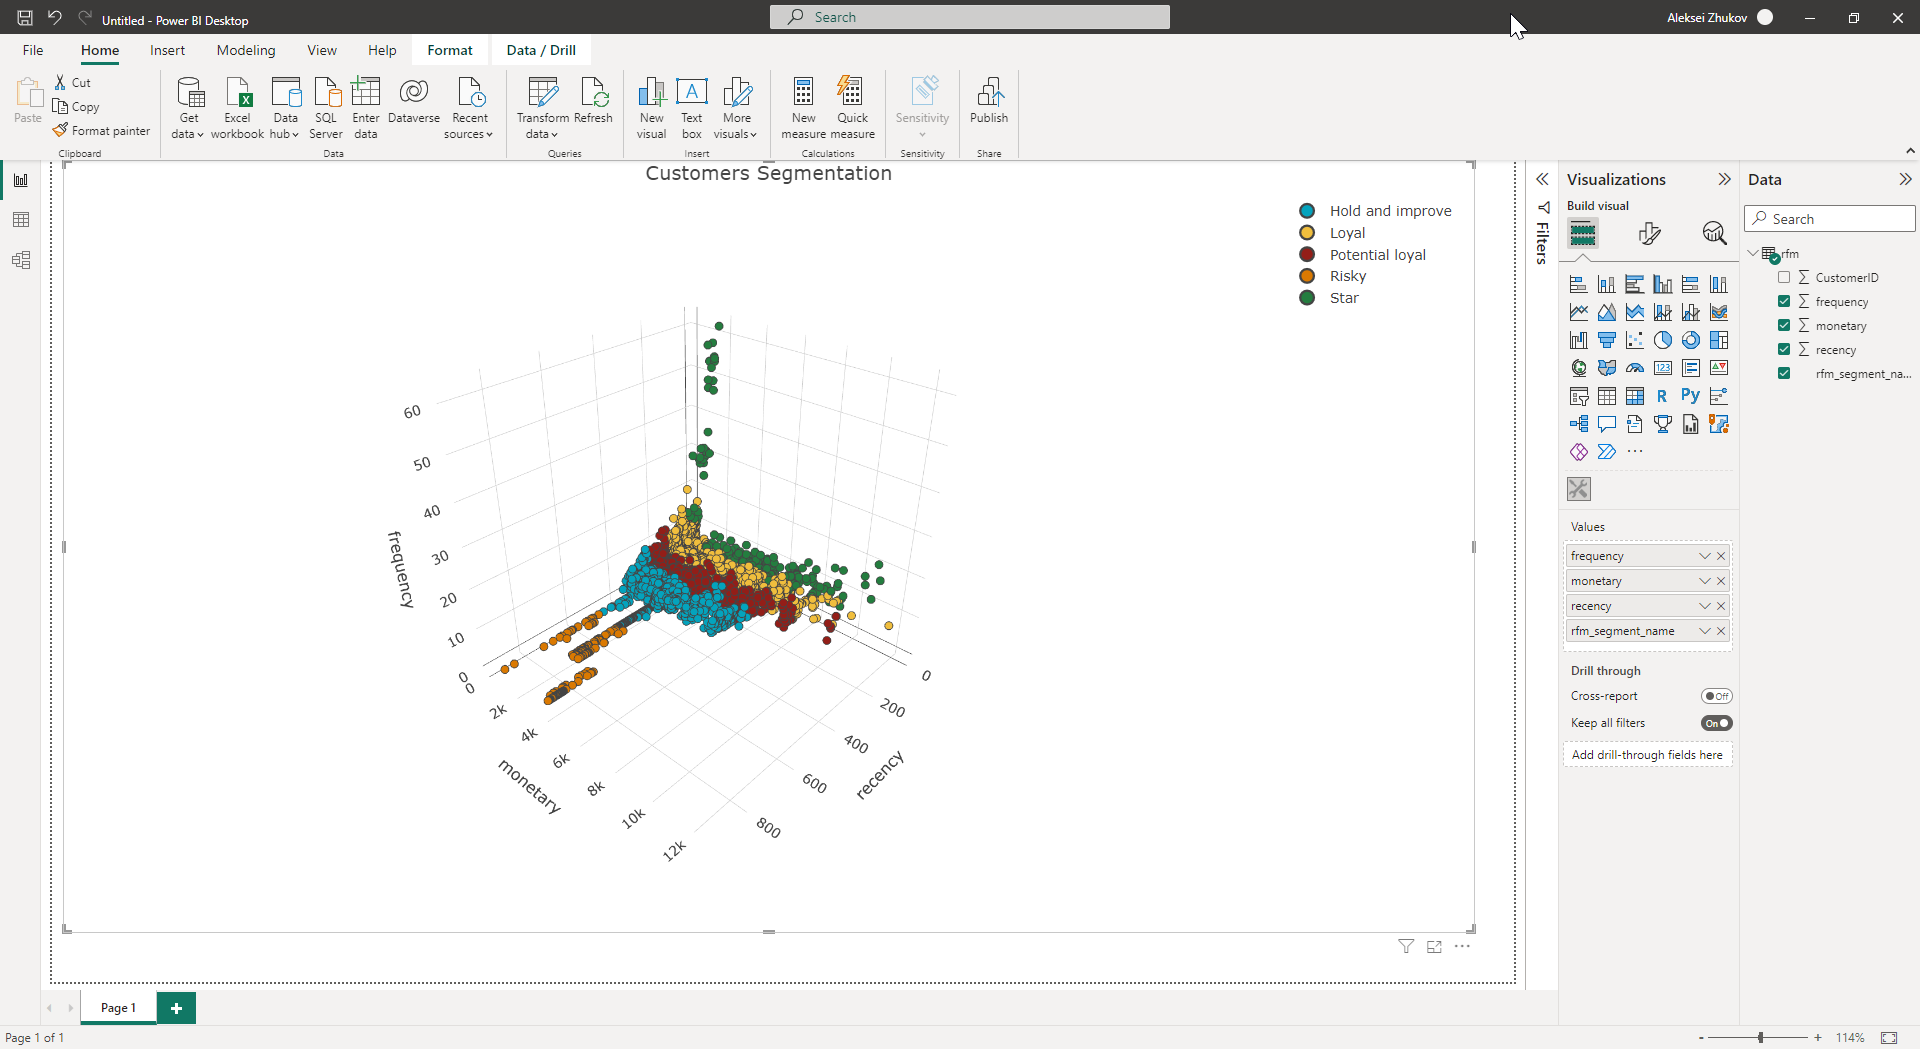 Untitled - Power BI Desktop
Search
Aleksei Zhukov
File Home Insert Modeling View Help Format Data / Drill
Paste
Cut
Copy
Format painter
Clipboard
Get data
Excel workbook
Data hub
SQL Server
Enter data
Dataverse
Recent sources
Data
Transform data
Refresh
Queries
New visual
Text box
More visuals
Insert
New measure
Quick measure
Calculations
Sensitivity
Sensitivity
Publish
Share
Customers Segmentation
Hold and improve
Loyal
Potential loyal
Risky
Star
60
50
40
30
20
10
0
frequency
0
2k
4k
6k
8k
10k
12k
monetary
0
200
400
600
800
recency
Filters
Visualizations
Build visual
123
R
Py
Values
frequency
monetary
recency
rfm_segment_name
Drill through
Cross-report
Off
Keep all filters
On
Add drill-through fields here
Data
Search
rfm
CustomerID
frequency
monetary
recency
rfm_segment_na...
Page 1
Page 1 of 1
- + 114%